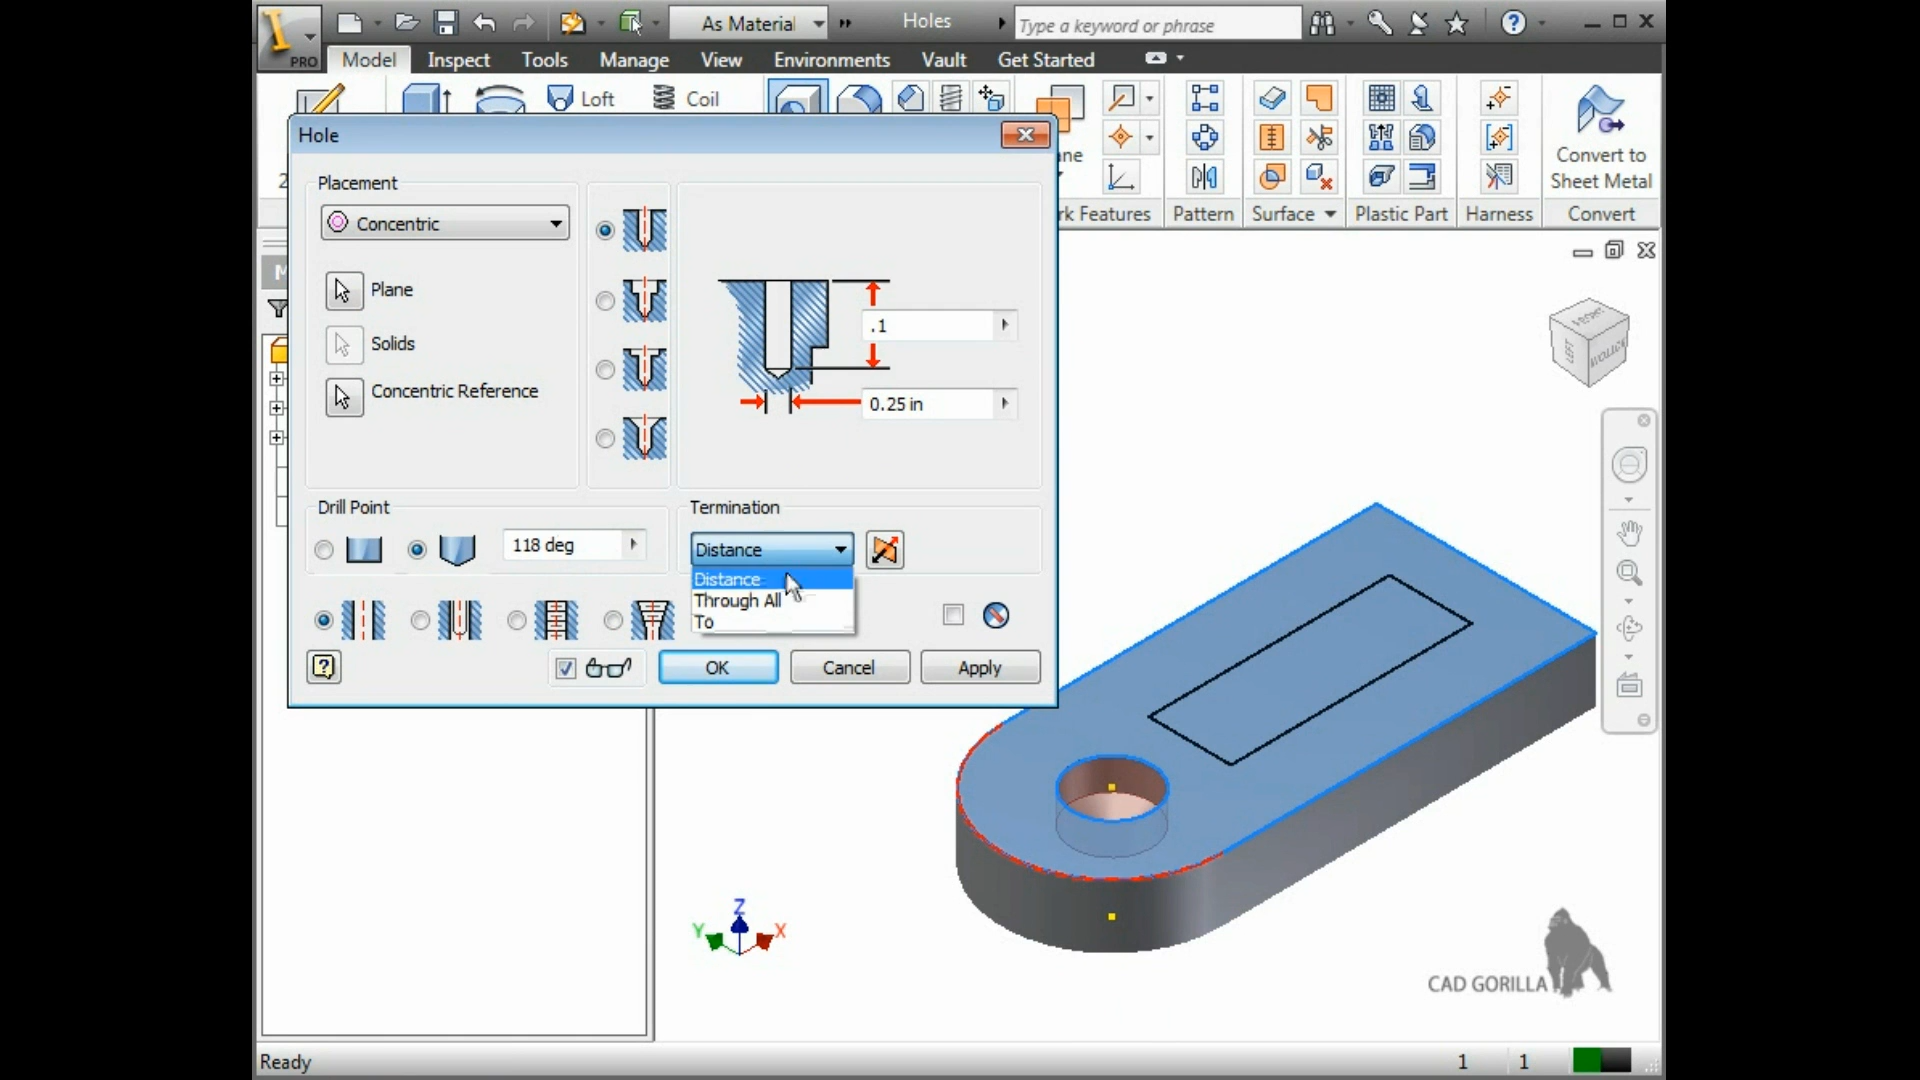 PRO
As Material
Holes
Type a keyword or phrase
Model
Inspect
Tools
Manage
View
Environments
Vault
Get Started
Loft
Coil
2
ane
Convert to
Sheet Metal
rk Features
Pattern
Surface
Plastic Part
Harness
Convert
Hole
Placement
Concentric
Plane
Solids
Concentric Reference
.1
0.25 in
Drill Point
118 deg
Termination
Distance
Distance
Through All
To
OK
Cancel
Apply
M
Z
Y
X
CAD GORILLA
Ready
1
1